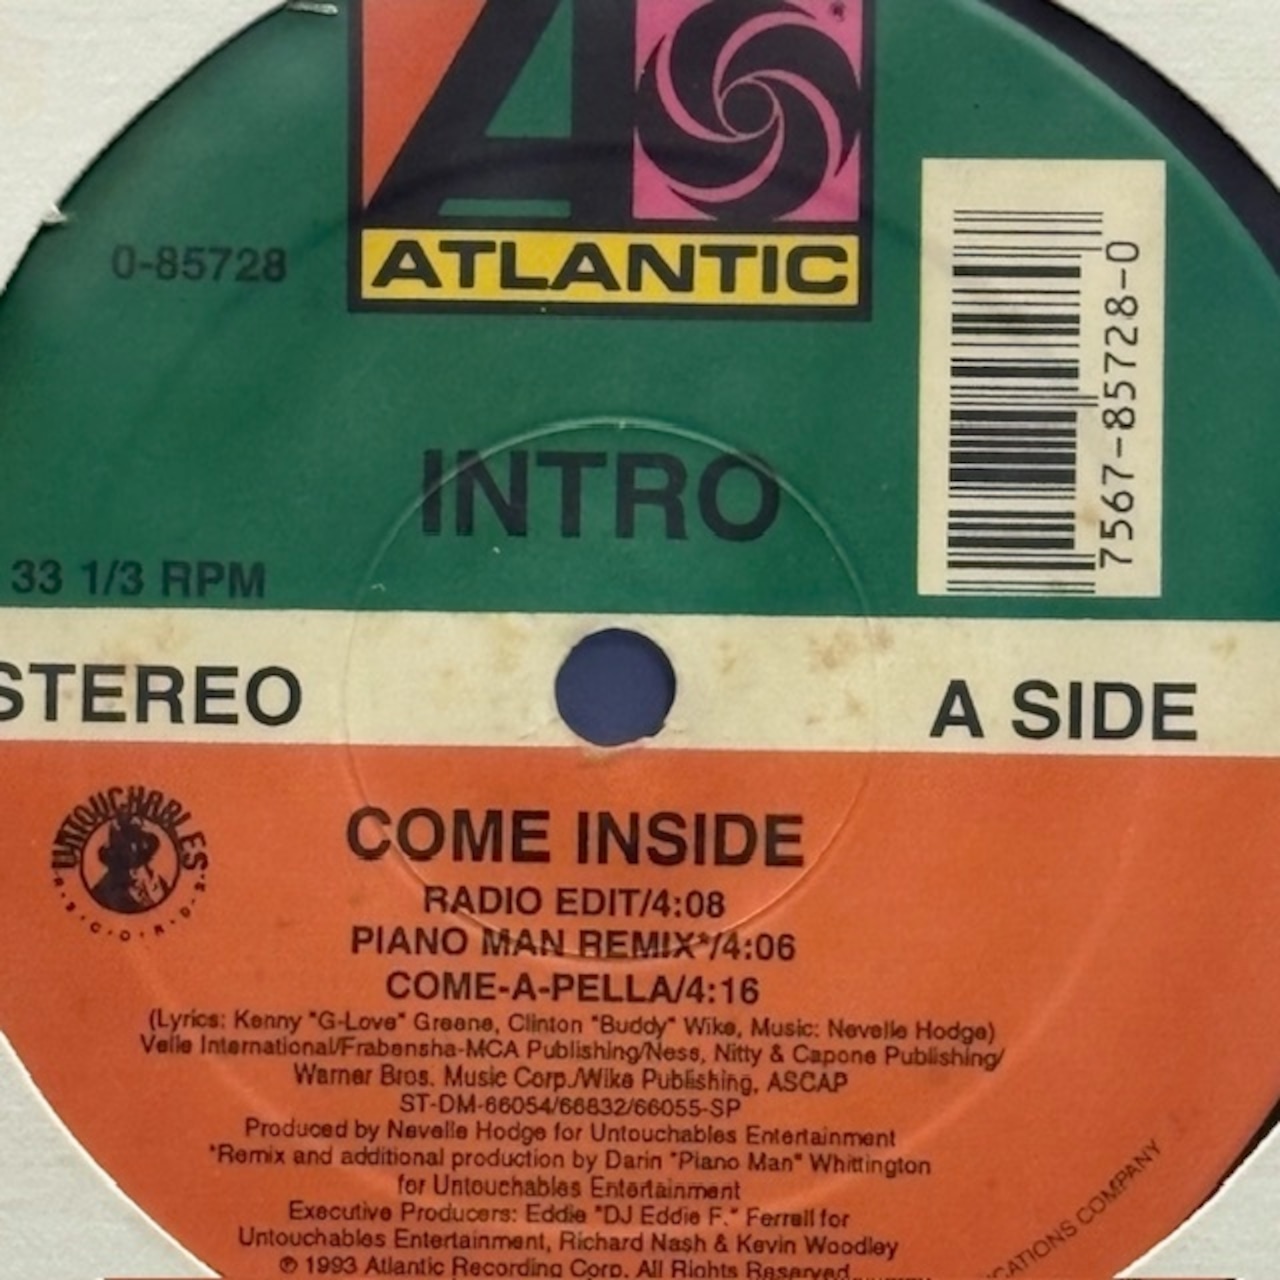 ATLANTIC
®
0-85728
7567-85728-0
INTRO
33 1/3 RPM
STEREO
A SIDE
UNTOUCHABLES
R·E·C·O·R·D·S
COME INSIDE
RADIO EDIT/4:08
PIANO MAN REMIX*/4:06
COME-A-PELLA/4:16
(Lyrics: Kenny "G-Love" Greene, Clinton "Buddy" Wike, Music: Nevelle Hodge)
Velle International/Frabensha-MCA Publishing/Ness, Nitty & Capone Publishing/
Warner Bros. Music Corp./Wike Publishing, ASCAP
ST-DM-66054/66832/66055-SP
Produced by Nevelle Hodge for Untouchables Entertainment
*Remix and additional production by Darin "Piano Man" Whittington
for Untouchables Entertainment
Executive Producers: Eddie "DJ Eddie F." Ferrell for
Untouchables Entertainment, Richard Nash & Kevin Woodley
℗ 1993 Atlantic Recording Corp. All Rights Reserved
CATIONS COMPANY